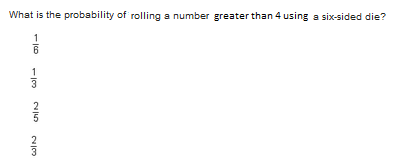 What is the probability of rolling a number greater than 4 using a six-sided die?
1/6
1/3
2/5
2/3